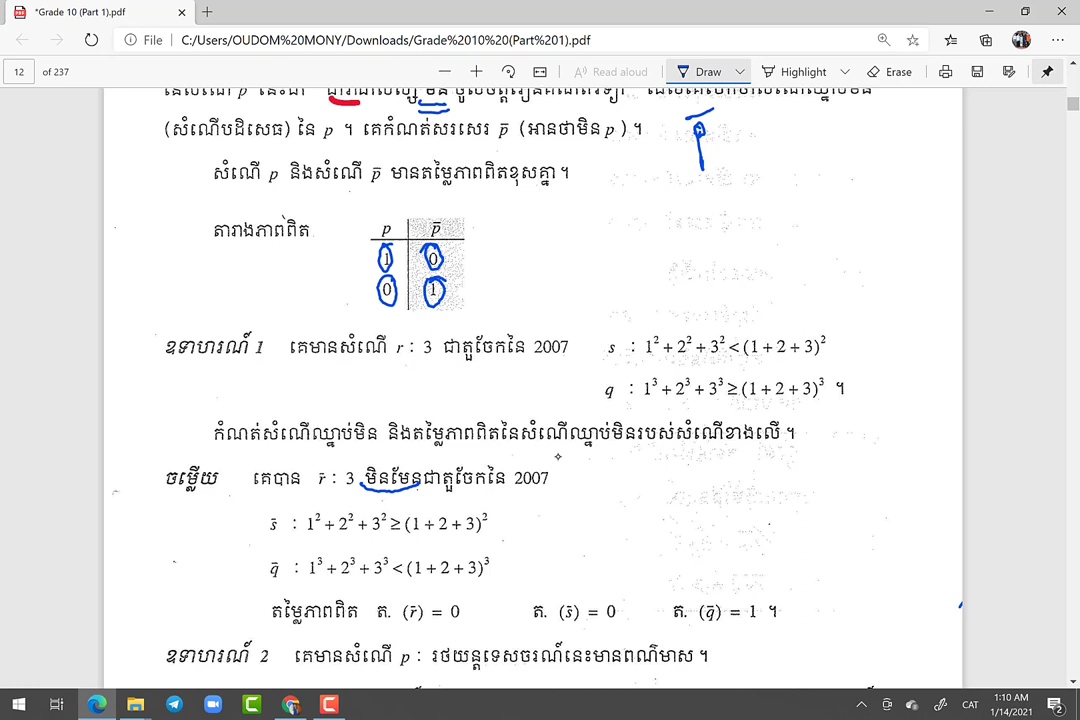 *Grade 10 (Part 1).pdf
File C:/Users/OUDOM%20MONY/Downloads/Grade%2010%20(Part%201).pdf
12 of 237 Read aloud Draw Highlight Erase
(សំណើបដិសេធ) នៃ p ។ គេកំណត់សរសេរ p̄ (អានថាមិន p) ។
p̄
សំណើ p និងសំណើ p̄ មានតម្លៃភាពពិតខុសគ្នា ។
តារាងភាពពិត p p̄
1 0
0 1
ឧទាហរណ៍ 1 គេមានសំណើ r : 3 ជាតួចែកនៃ 2007 s : 1² + 2² + 3² < (1 + 2 + 3)²
q : 1³ + 2³ + 3³ ≥ (1 + 2 + 3)³ ។
កំណត់សំណើឈ្នាប់មិន និងតម្លៃភាពពិតនៃសំណើឈ្នាប់មិនរបស់សំណើខាងលើ ។
ចម្លើយ គេបាន r̄ : 3 មិនមែនជាតួចែកនៃ 2007
s̄ : 1² + 2² + 3² ≥ (1 + 2 + 3)²
q̄ : 1³ + 2³ + 3³ < (1 + 2 + 3)³
តម្លៃភាពពិត ត. (r̄) = 0 ត. (s̄) = 0 ត. (q̄) = 1 ។
ឧទាហរណ៍ 2 គេមានសំណើ p : រថយន្តទេសចរណ៍នេះមានពណ៌មាស ។
CAT 1:10 AM
1/14/2021